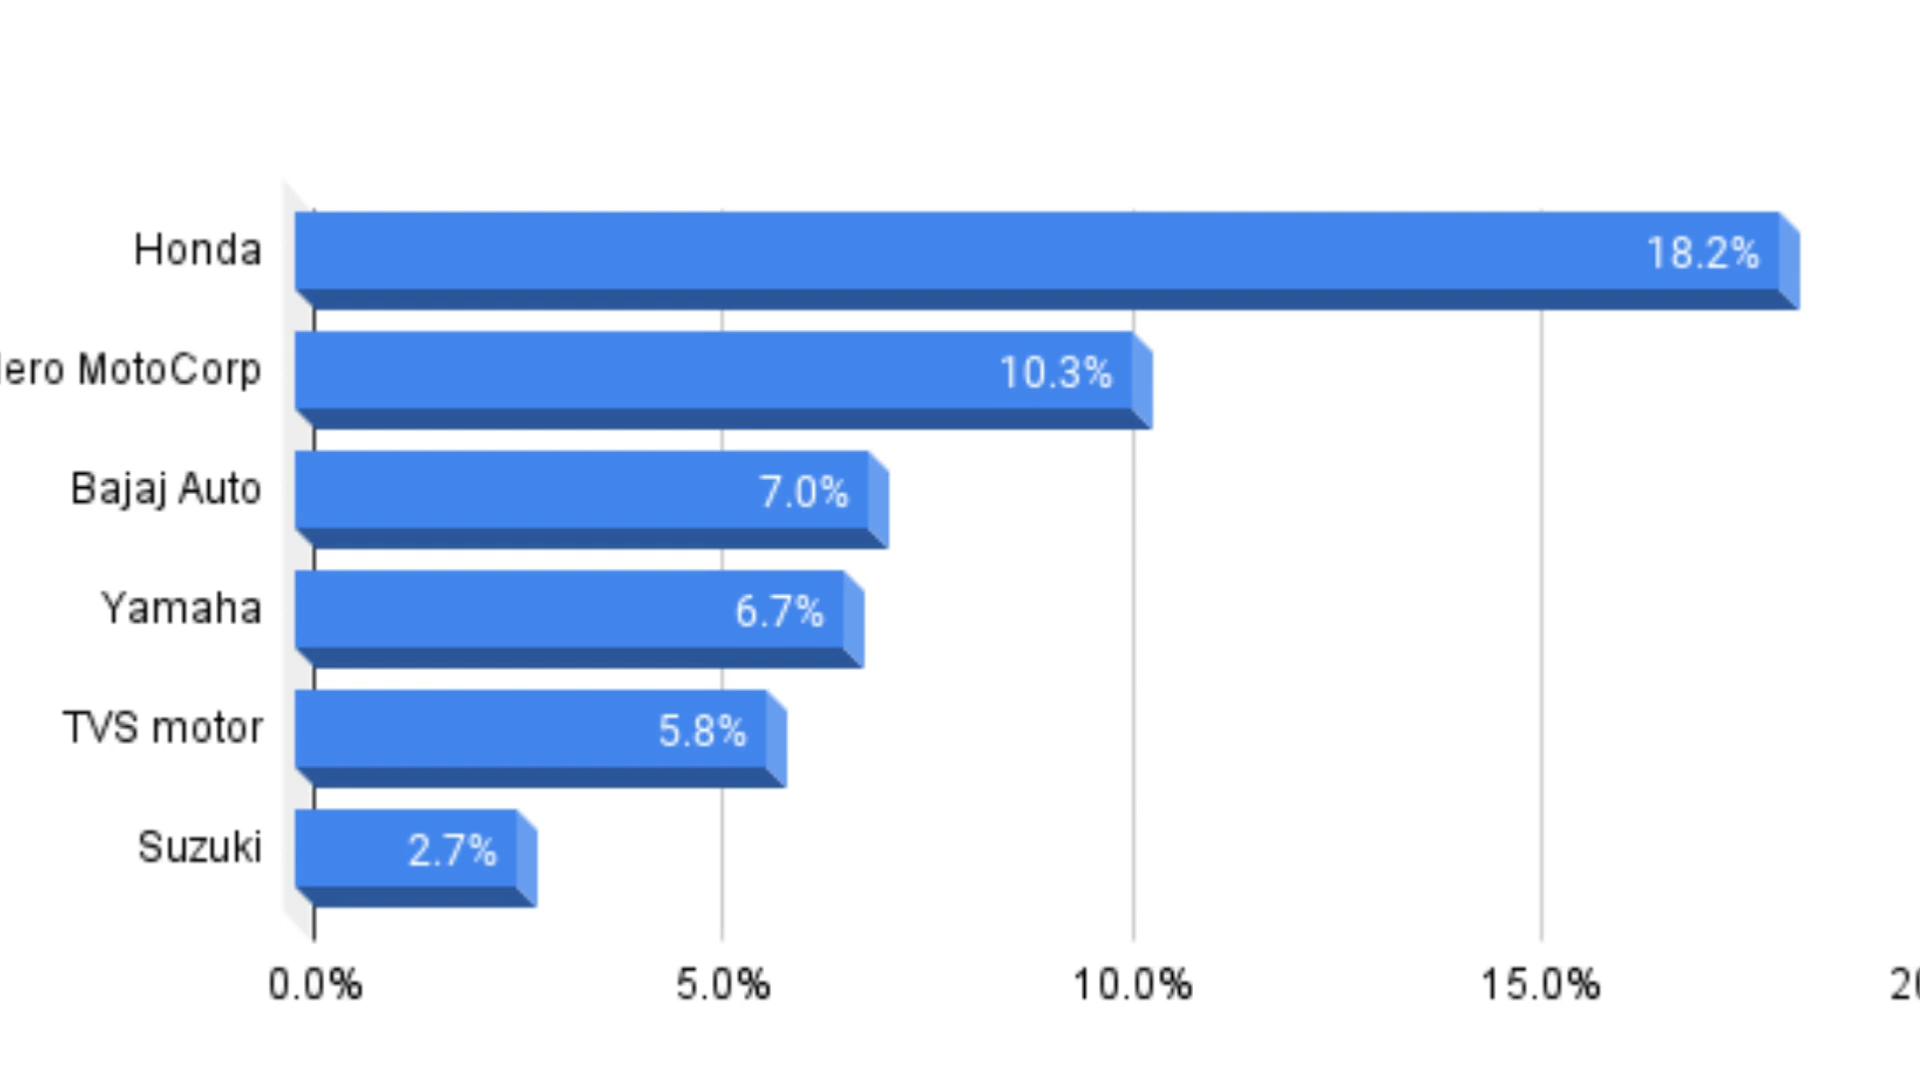 Honda
18.2%
ero MotoCorp
10.3%
Bajaj Auto
7.0%
Yamaha
6.7%
TVS motor
5.8%
Suzuki
2.7%
0.0% 5.0% 10.0% 15.0%